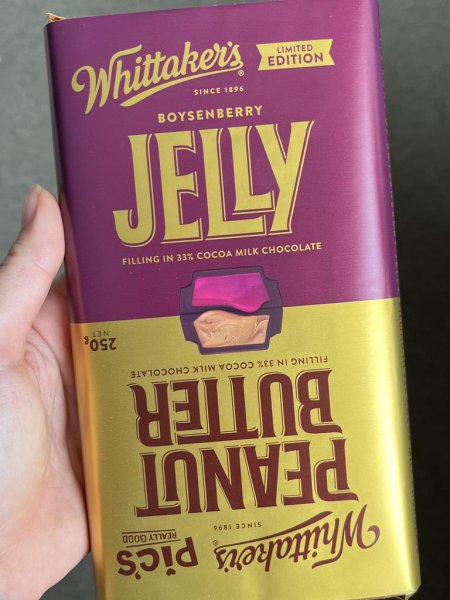 Whittaker's
LIMITED
EDITION
SINCE 1896
BOYSENBERRY
JELLY
FILLING IN 33% COCOA MILK CHOCOLATE
Whittaker's
Pic's
REALLY GOOD
SINCE 1896
PEANUT
BUTTER
FILLING IN 33% COCOA MILK CHOCOLATE
250g
NET